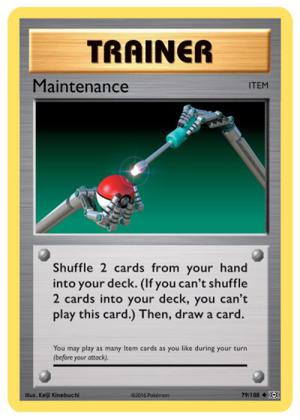 TRAINER
Maintenance ITEM
Shuffle 2 cards from your hand
into your deck. (If you can't shuffle
2 cards into your deck, you can't
play this card.) Then, draw a card.
You may play as many Item cards as you like during your turn
(before your attack).
Illus. Keiji Kinebuchi ©2016 Pokémon 79/108